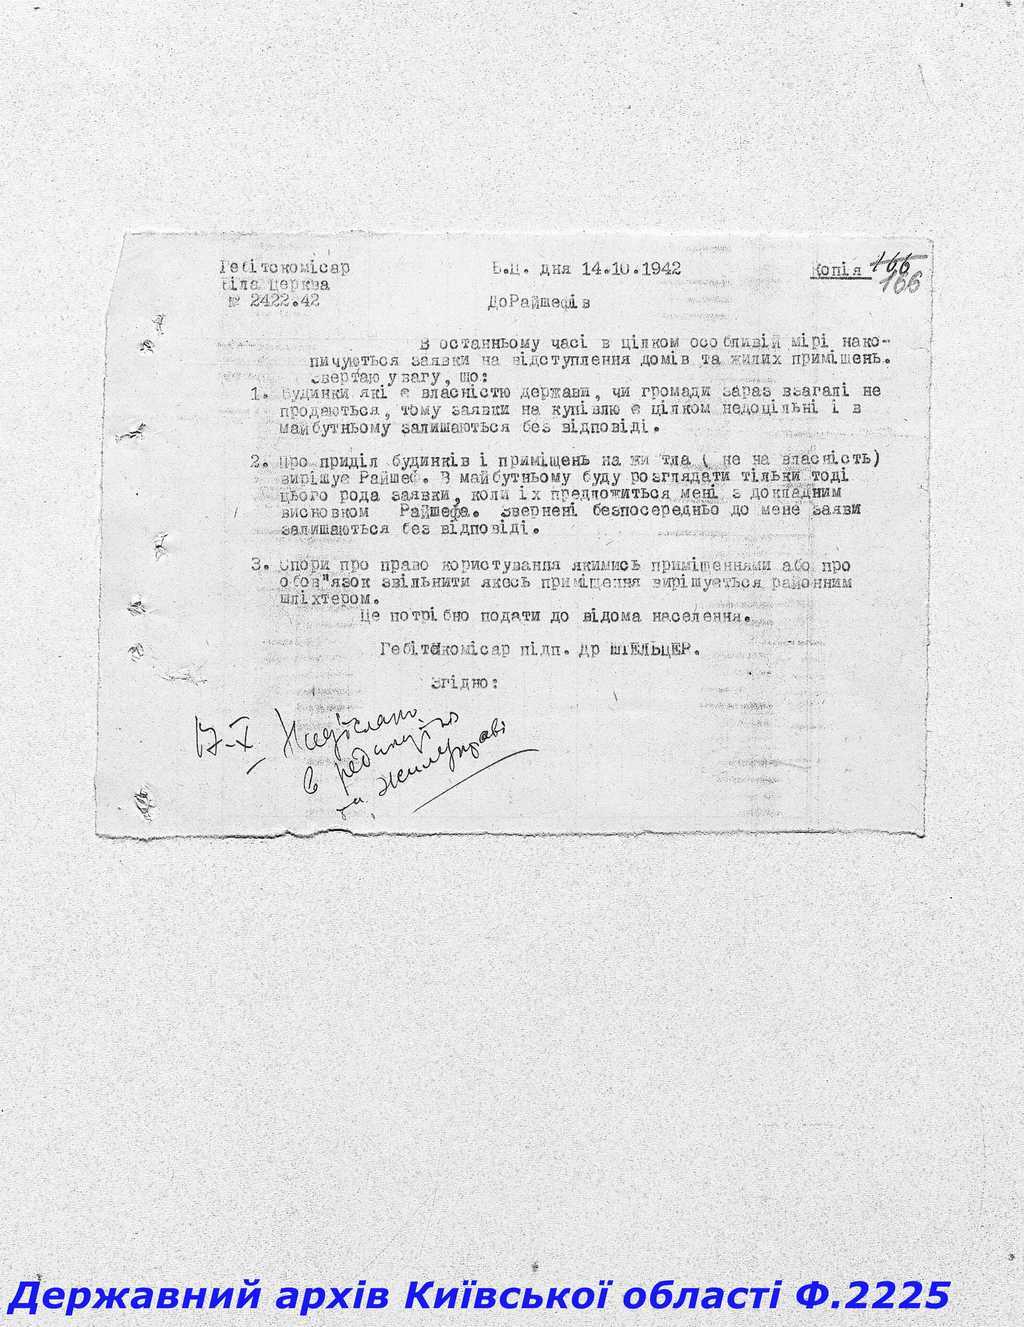 Гебітскомісар Б.Ц. дня 14.10.1942 Копія 166
Біла Церква 166
№ 2422.42 ДоРайшефів
В останньому часі в цілком особливій мірі нако-
пичуються заявки на відступлення домів та жилих приміщень.
Звертаю увагу, що:
1. Будинки які є власністю держави, чи громади зараз взагалі не
продаються, тому заявки на купівлю є цілком недоцільні і в
майбутньому залишаються без відповіді.
2. Про приділ будинків і приміщень на жи тла ( не на власність)
вирішує Райшеф. В майбутньому буду розглядати тільки тоді
цього рода заявки, коли їх предложиться мені з докладним
висновком Райшефа. Звернені безпосередньо до мене заяви
залишаються без відповіді.
3. Спори про право користування якимись приміщеннями або про
обов"язок звільнити якесь приміщення вирішується районним
шліхтером.
Це потрібно подати до відома населення.
Гебітскомісар підп. др ШТЕЛЬЦЕР.
Згідно:
17-X Надіслано
в редакцію
та Жилуправі
Державний архів Київської області Ф.2225